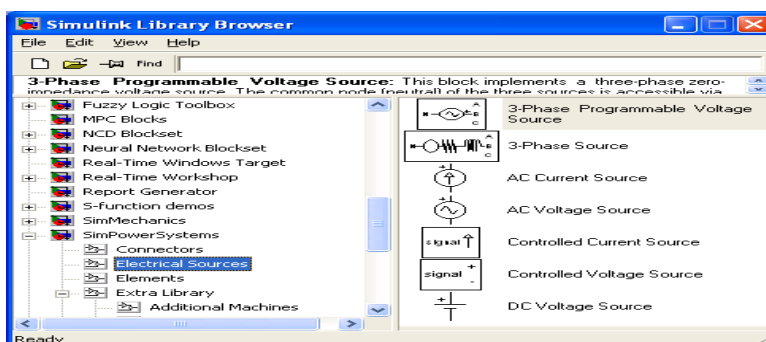 Simulink Library Browser
File Edit View Help
Find
3-Phase Programmable Voltage Source: This block implements a three-phase zero-
impedance voltage source. The common node (neutral) of the three sources is accessible via
Fuzzy Logic Toolbox
MPC Blocks
NCD Blockset
Neural Network Blockset
Real-Time Windows Target
Real-Time Workshop
Report Generator
S-function demos
SimMechanics
SimPowerSystems
Connectors
Electrical Sources
Elements
Extra Library
Additional Machines
A
B
C
N
3-Phase Programmable Voltage
Source
A
B
C
N
3-Phase Source
AC Current Source
AC Voltage Source
signal
Controlled Current Source
signal
Controlled Voltage Source
DC Voltage Source
Ready